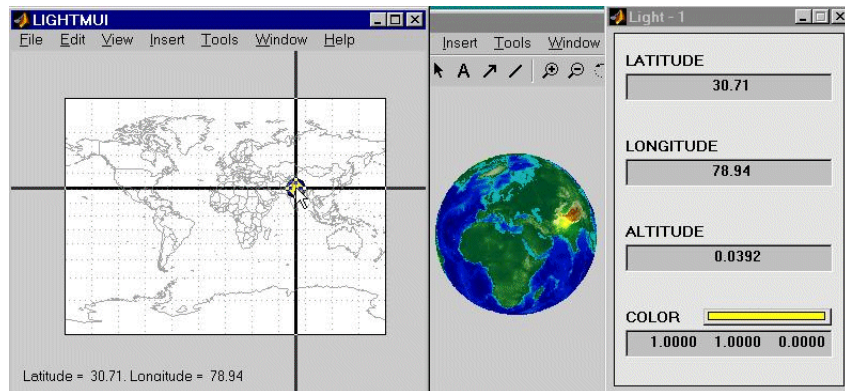 LIGHTMUI
File Edit View Insert Tools Window Help
Latitude = 30.71. Longitude = 78.94
Insert Tools Window
A
Light - 1
LATITUDE
30.71
LONGITUDE
78.94
ALTITUDE
0.0392
COLOR
1.0000 1.0000 0.0000